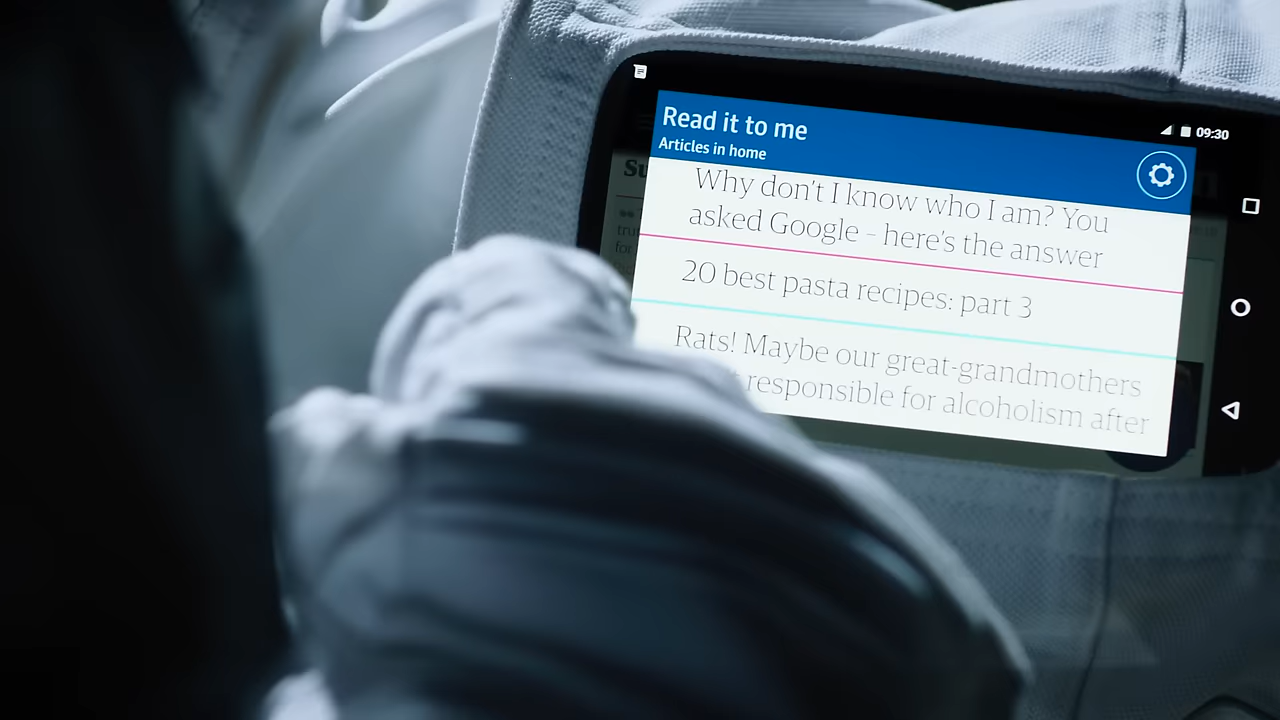 09:30
Read it to me
Articles in home
Why don't I know who I am? You
asked Google – here's the answer
20 best pasta recipes: part 3
Rats! Maybe our great-grandmothers
responsible for alcoholism after